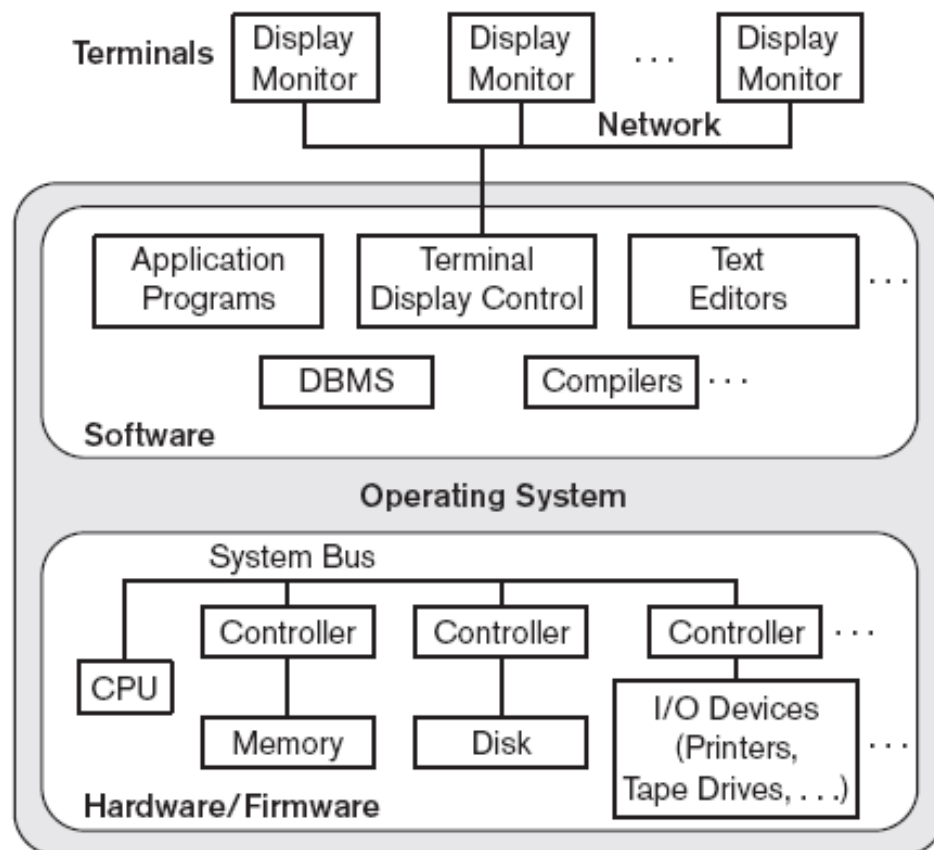 Terminals
Display
Monitor
Display
Monitor
. . .
Display
Monitor
Network
Application
Programs
Terminal
Display Control
Text
Editors
. . .
DBMS
Compilers
. . .
Software
Operating System
System Bus
Controller
Controller
Controller
. . .
CPU
Memory
Disk
I/O Devices
(Printers,
Tape Drives, . . .)
. . .
Hardware/Firmware